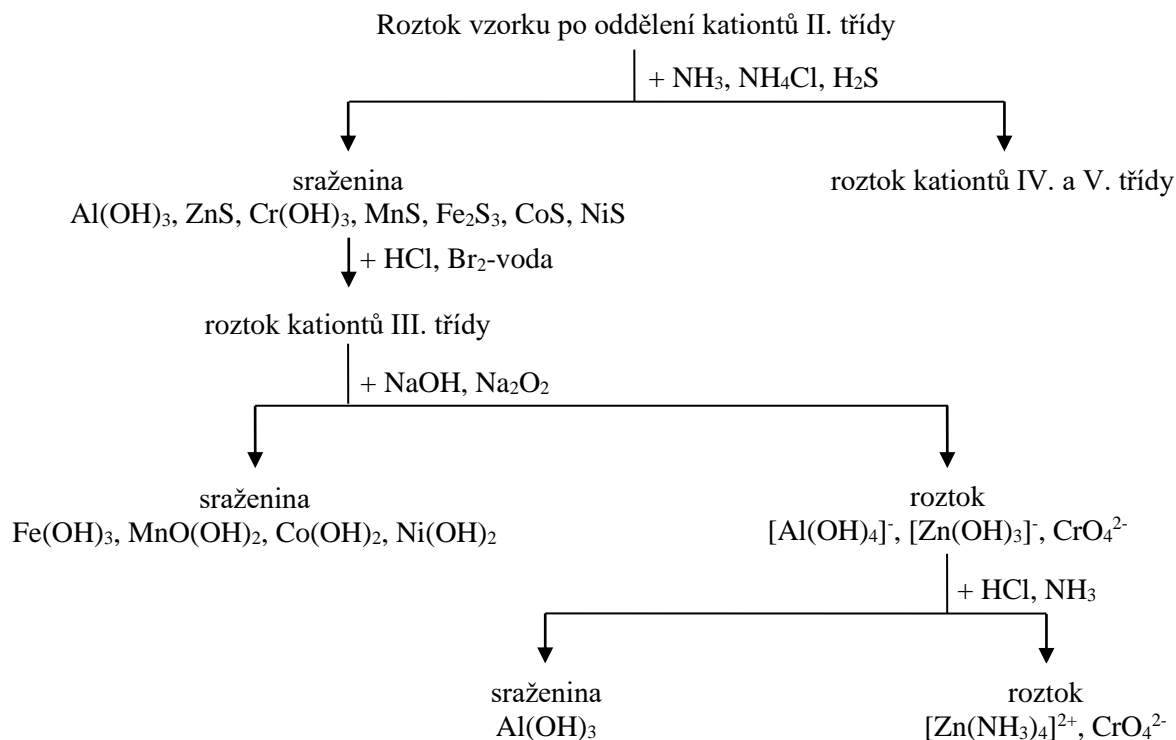 Roztok vzorku po oddělení kationtů II. třídy
+ NH₃, NH₄Cl, H₂S
sraženina
Al(OH)₃, ZnS, Cr(OH)₃, MnS, Fe₂S₃, CoS, NiS
roztok kationtů IV. a V. třídy
+ HCl, Br₂-voda
roztok kationtů III. třídy
+ NaOH, Na₂O₂
sraženina
Fe(OH)₃, MnO(OH)₂, Co(OH)₂, Ni(OH)₂
roztok
[Al(OH)₄]⁻, [Zn(OH)₃]⁻, CrO₄²⁻
+ HCl, NH₃
sraženina
Al(OH)₃
roztok
[Zn(NH₃)₄]²⁺, CrO₄²⁻